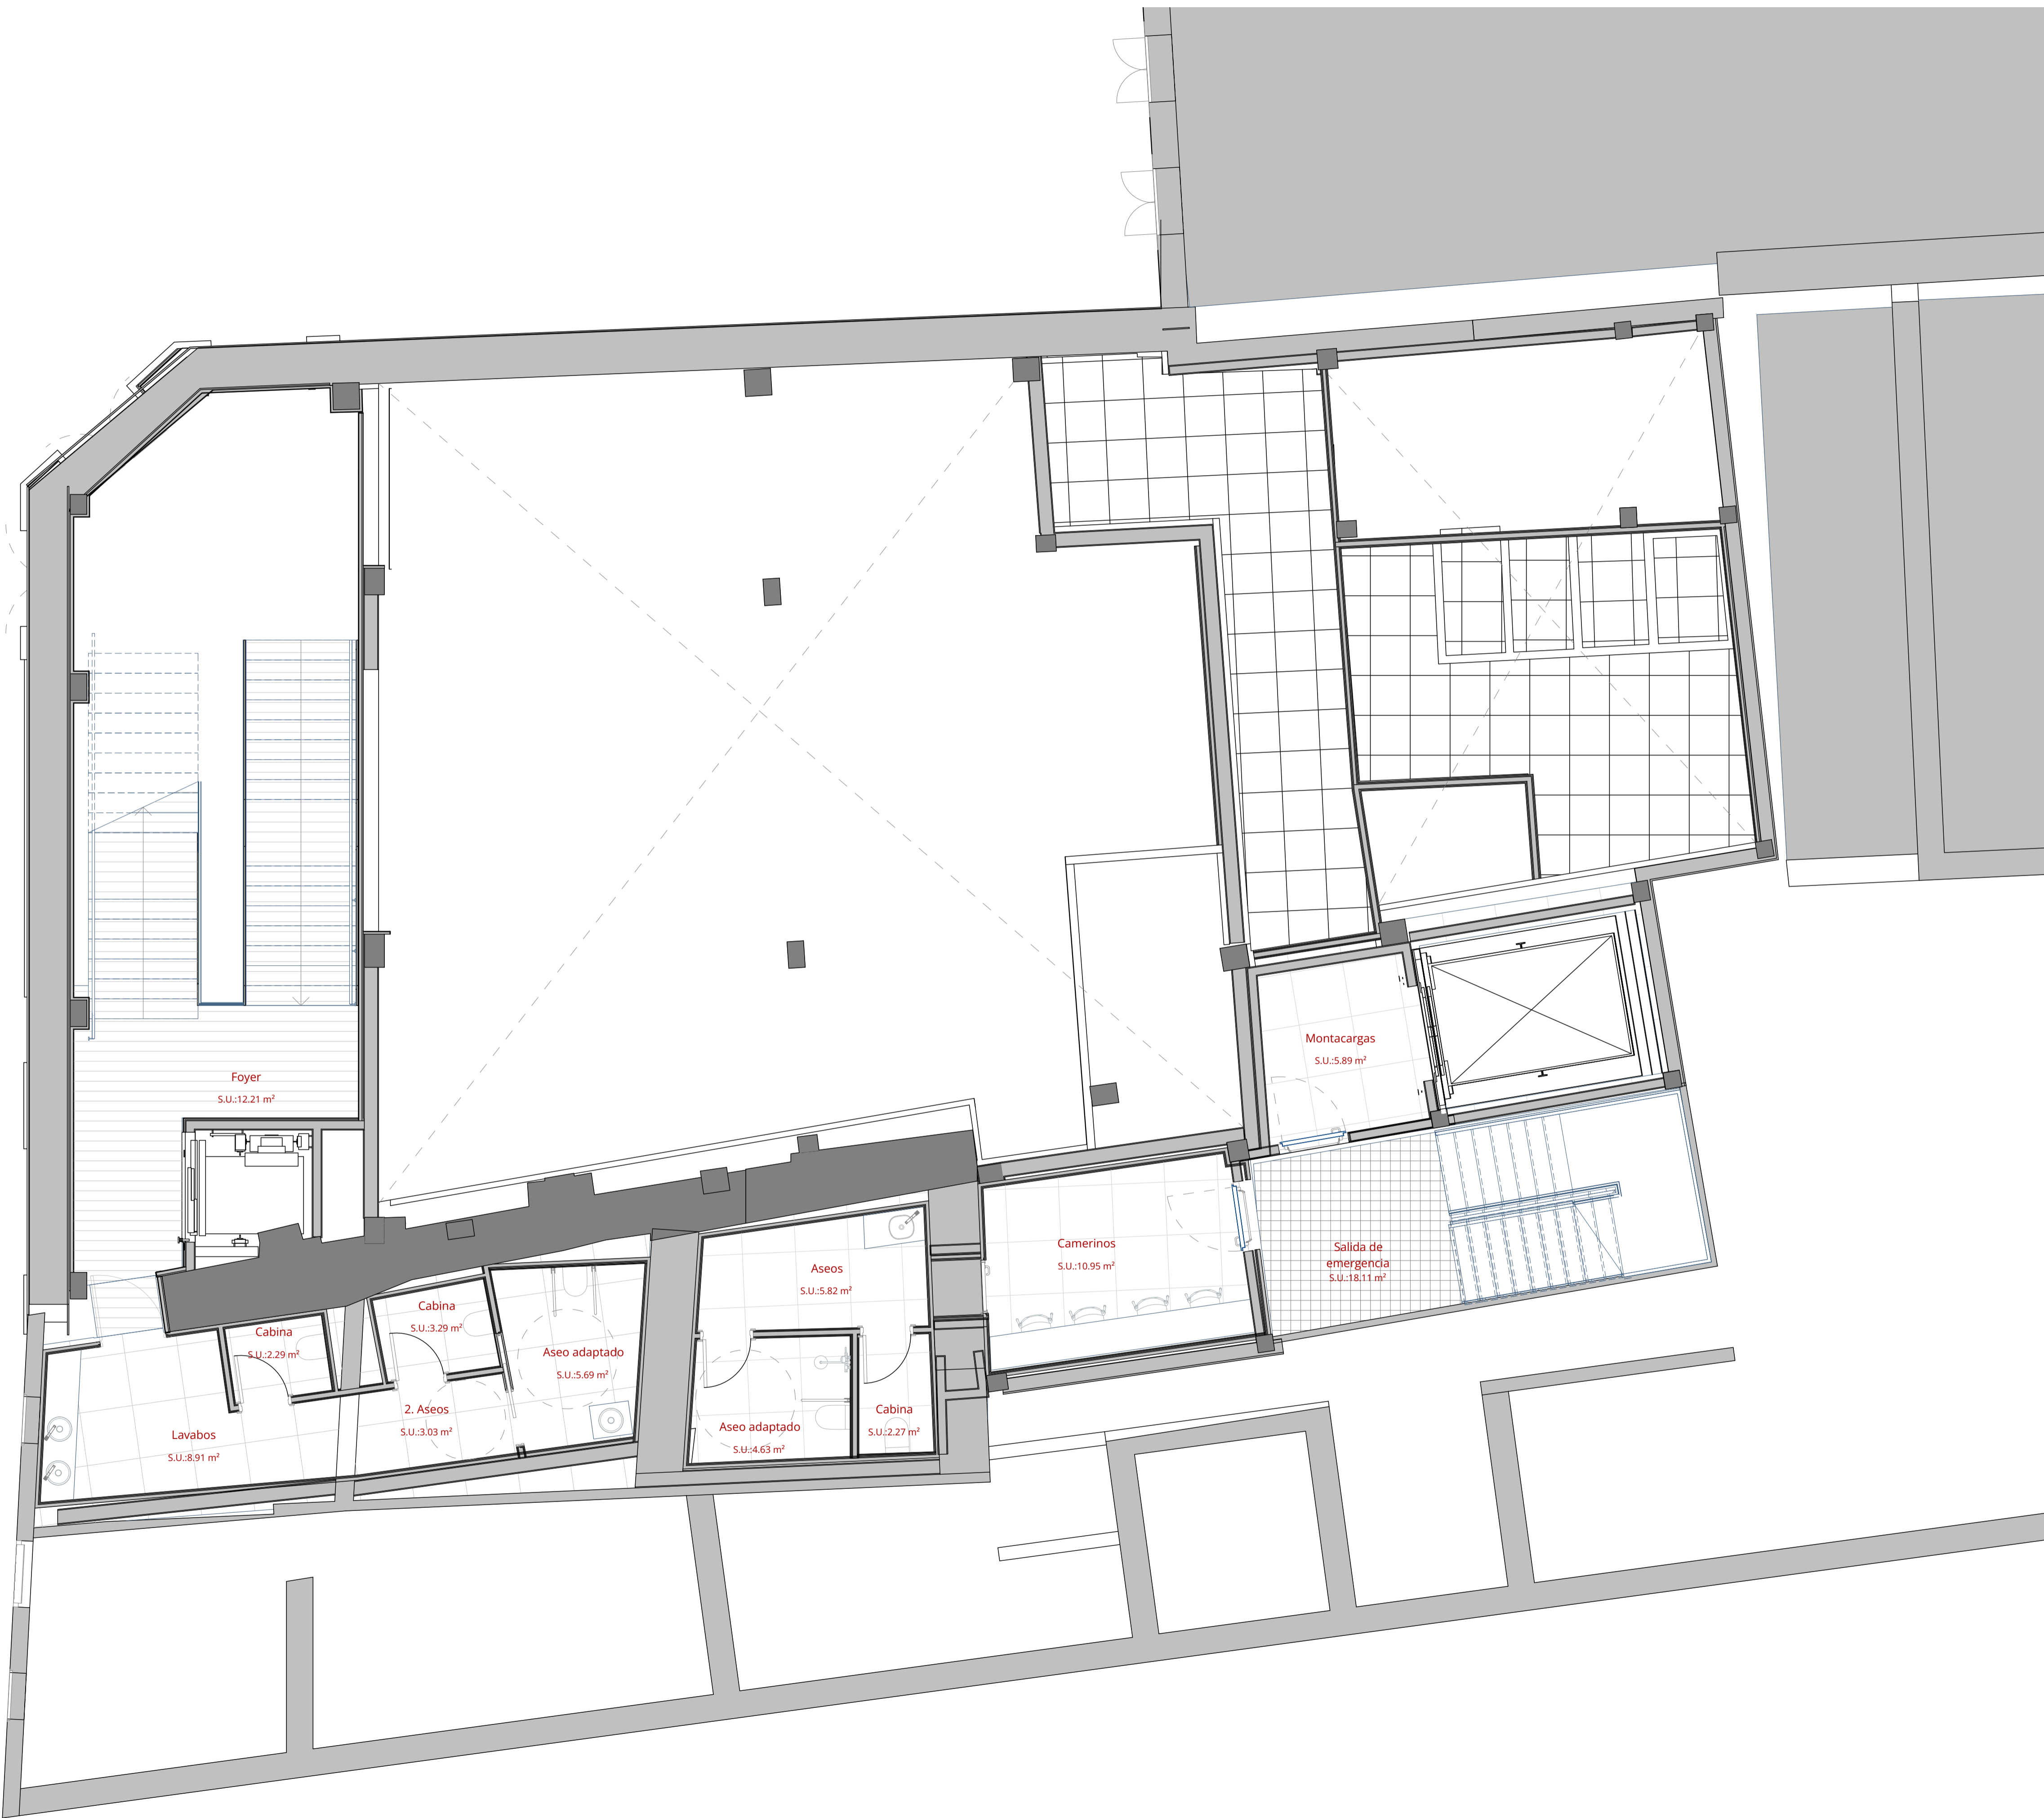 Montacargas
S.U.:5.89 m²
Foyer
S.U.:12.21 m²
Camerinos
S.U.:10.95 m²
Salida de
emergencia
S.U.:18.11 m²
Aseos
S.U.:5.82 m²
Cabina
S.U.:3.29 m²
Cabina
S.U.:2.29 m²
Aseo adaptado
S.U.:5.69 m²
2. Aseos
S.U.:3.03 m²
Cabina
S.U.:2.27 m²
Aseo adaptado
S.U.:4.63 m²
Lavabos
S.U.:8.91 m²